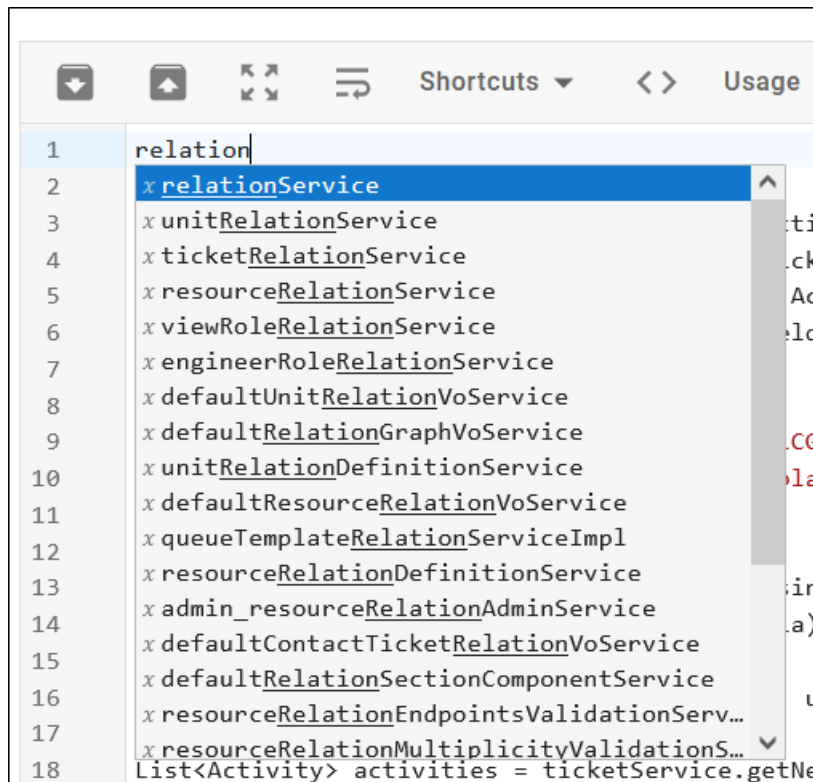 Shortcuts < > Usage
1 relation
2 x relationService
3 x unitRelationService
4 x ticketRelationService
5 x resourceRelationService Ac
6 x viewRoleRelationService
7 x engineerRoleRelationService
8 x defaultUnitRelationVoService
9 x defaultRelationGraphVoService
10 x unitRelationDefinitionService
11 x defaultResourceRelationVoService
12 x queueTemplateRelationServiceImpl
13 x resourceRelationDefinitionService
14 x admin_resourceRelationAdminService
15 x defaultContactTicketRelationVoService
16 x defaultRelationSectionComponentService
17 x resourceRelationEndpointsValidationServ…
x resourceRelationMultiplicityValidationS…
18 List<Activity> activities = ticketService.getNe